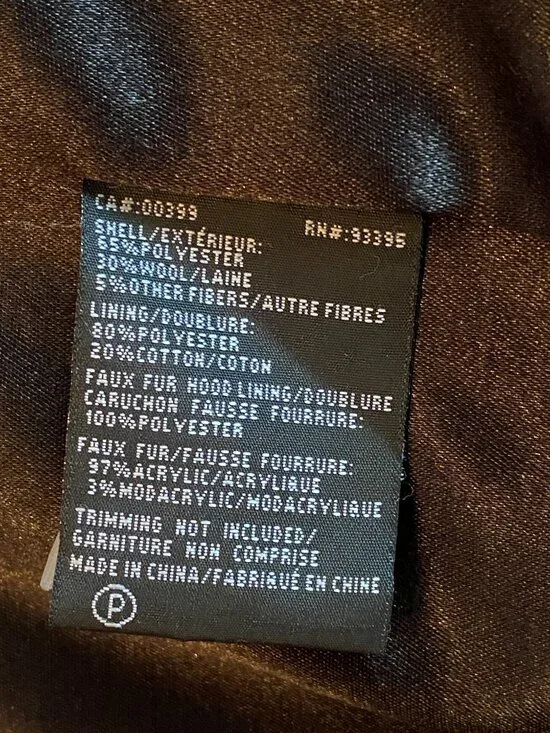 CA#:00399
RN#:93395
SHELL/EXTÉRIEUR:
65%POLYESTER
30%WOOL/LAINE
5%OTHER FIBERS/AUTRE FIBRES
LINING/DOUBLURE:
80%POLYESTER
20%COTTON/COTON
FAUX FUR HOOD LINING/DOUBLURE
CARUCHON FAUSSE FOURRURE:
100%POLYESTER
FAUX FUR/FAUSSE FOURRURE:
97%ACRYLIC/ACRYLIQUE
3%MODACRYLIC/MODACRYLIQUE
TRIMMING NOT INCLUDED/
GARNITURE NON COMPRISE
MADE IN CHINA/FABRIQUÉ EN CHINE
P